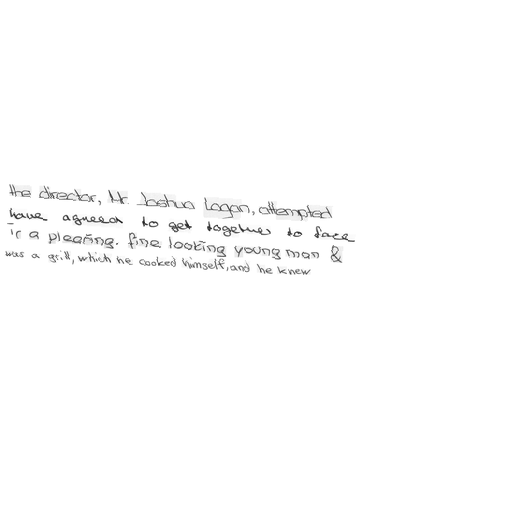 the director, Mr. Joshua Logan, attempted
have agreed to get together to face
is a pleasing. fine looking young man &
was a grill, which he cooked himself, and he knew